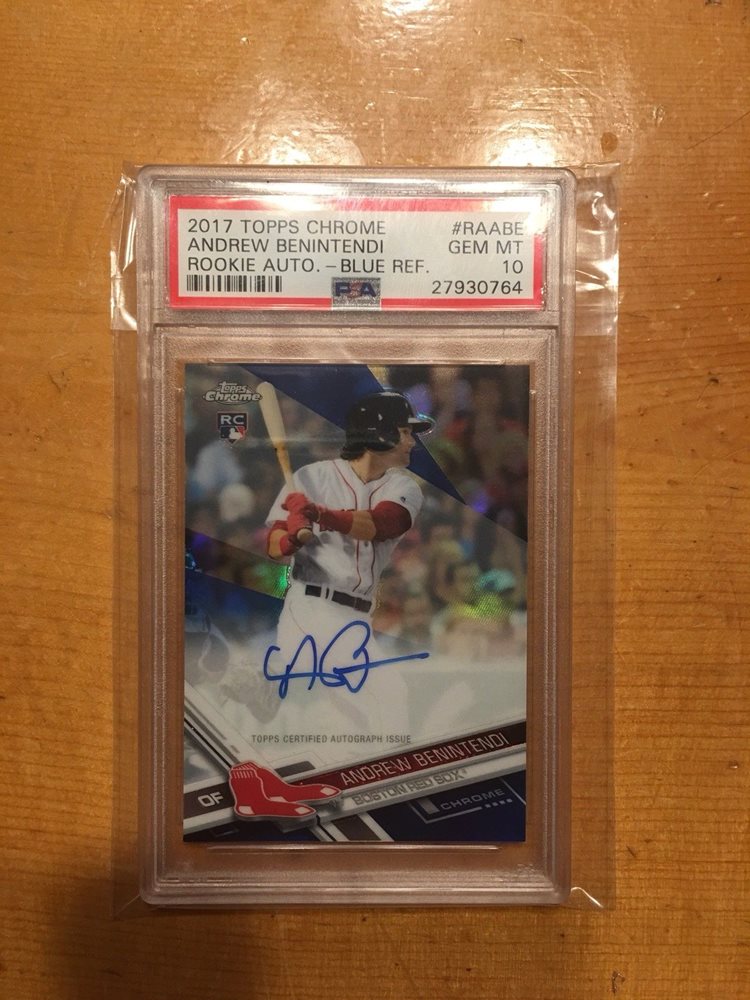 2017 TOPPS CHROME #RAABE
ANDREW BENINTENDI GEM MT
ROOKIE AUTO. – BLUE REF. 10
PSA 27930764
Topps
Chrome
RC
TOPPS CERTIFIED AUTOGRAPH ISSUE
ANDREW BENINTENDI
OF BOSTON RED SOX®
CHROME